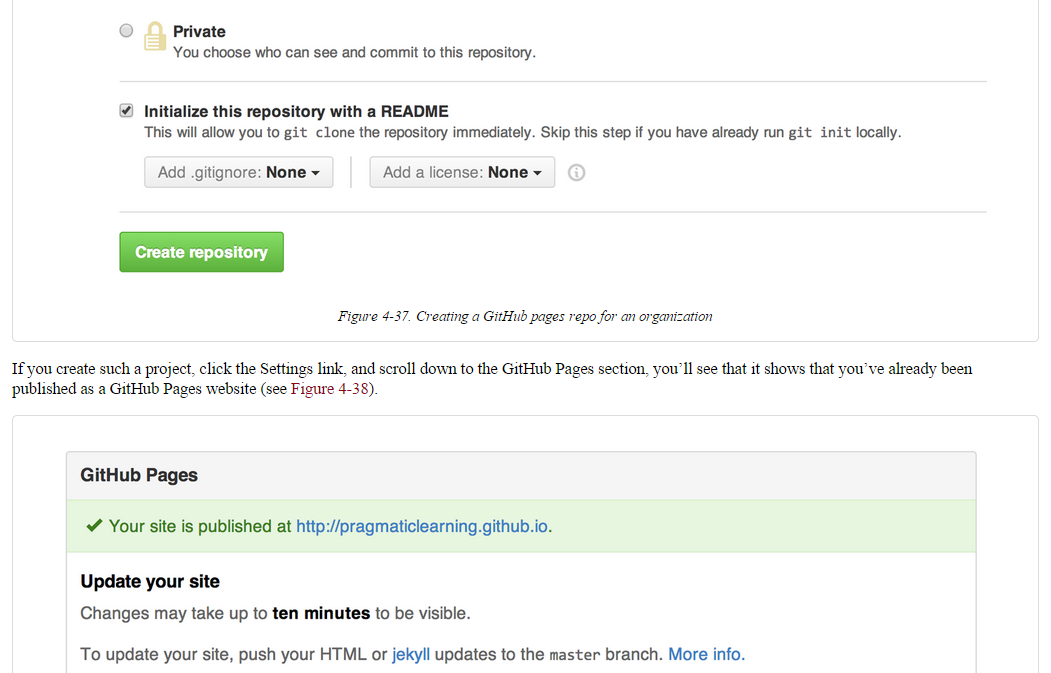 Private
You choose who can see and commit to this repository.
Initialize this repository with a README
This will allow you to git clone the repository immediately. Skip this step if you have already run git init locally.
Add .gitignore: None
Add a license: None
Create repository
Figure 4-37. Creating a GitHub pages repo for an organization
If you create such a project, click the Settings link, and scroll down to the GitHub Pages section, you’ll see that it shows that you’ve already been
published as a GitHub Pages website (see Figure 4-38).
GitHub Pages
Your site is published at http://pragmaticlearning.github.io.
Update your site
Changes may take up to ten minutes to be visible.
To update your site, push your HTML or jekyll updates to the master branch. More info.